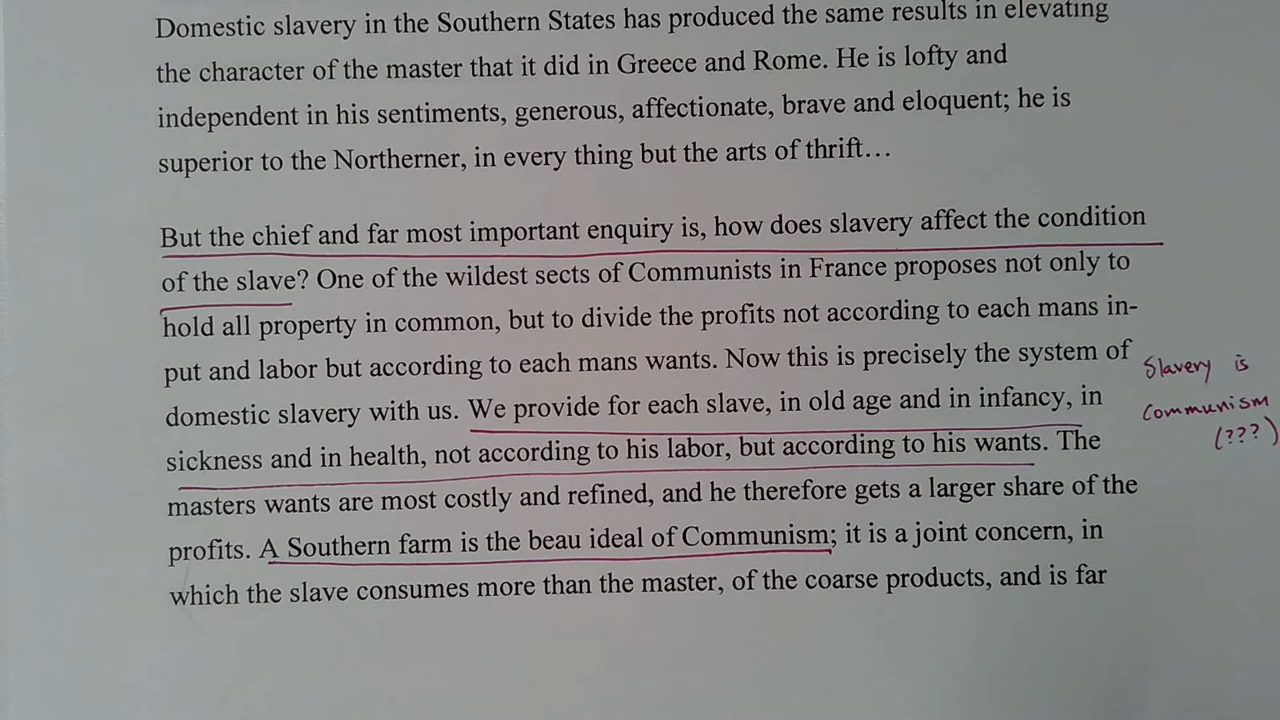 Domestic slavery in the Southern States has produced the same results in elevating
the character of the master that it did in Greece and Rome. He is lofty and
independent in his sentiments, generous, affectionate, brave and eloquent; he is
superior to the Northerner, in every thing but the arts of thrift…
But the chief and far most important enquiry is, how does slavery affect the condition
of the slave? One of the wildest sects of Communists in France proposes not only to
hold all property in common, but to divide the profits not according to each mans in-
put and labor but according to each mans wants. Now this is precisely the system of
domestic slavery with us. We provide for each slave, in old age and in infancy, in
sickness and in health, not according to his labor, but according to his wants. The
masters wants are most costly and refined, and he therefore gets a larger share of the
profits. A Southern farm is the beau ideal of Communism; it is a joint concern, in
which the slave consumes more than the master, of the coarse products, and is far
Slavery is
Communism
(???)